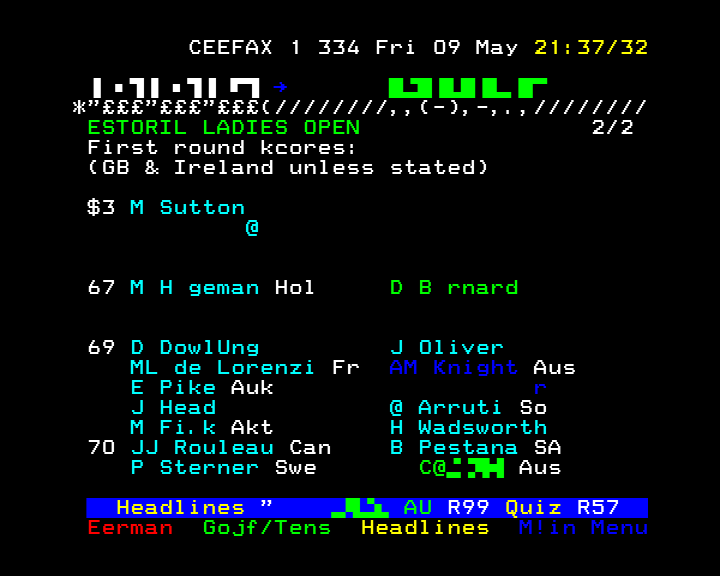 CEEFAX 1 334 Fri 09 May 21:37/32
*”£££”£££”£££(////////,,(-),-,.,////////
ESTORIL LADIES OPEN 2/2
First round kcores:
(GB & Ireland unless stated)
$3 M Sutton
@
67 M H geman Hol D B rnard
69 D DowlUng J Oliver
ML de Lorenzi Fr AM Knight Aus
E Pike Auk r
J Head @ Arruti So
M Fi.k Akt H Wadsworth
70 JJ Rouleau Can B Pestana SA
P Sterner Swe C@ Aus
Headlines ” AU R99 Quiz R57
Eerman Gojf/Tens Headlines M!in Menu